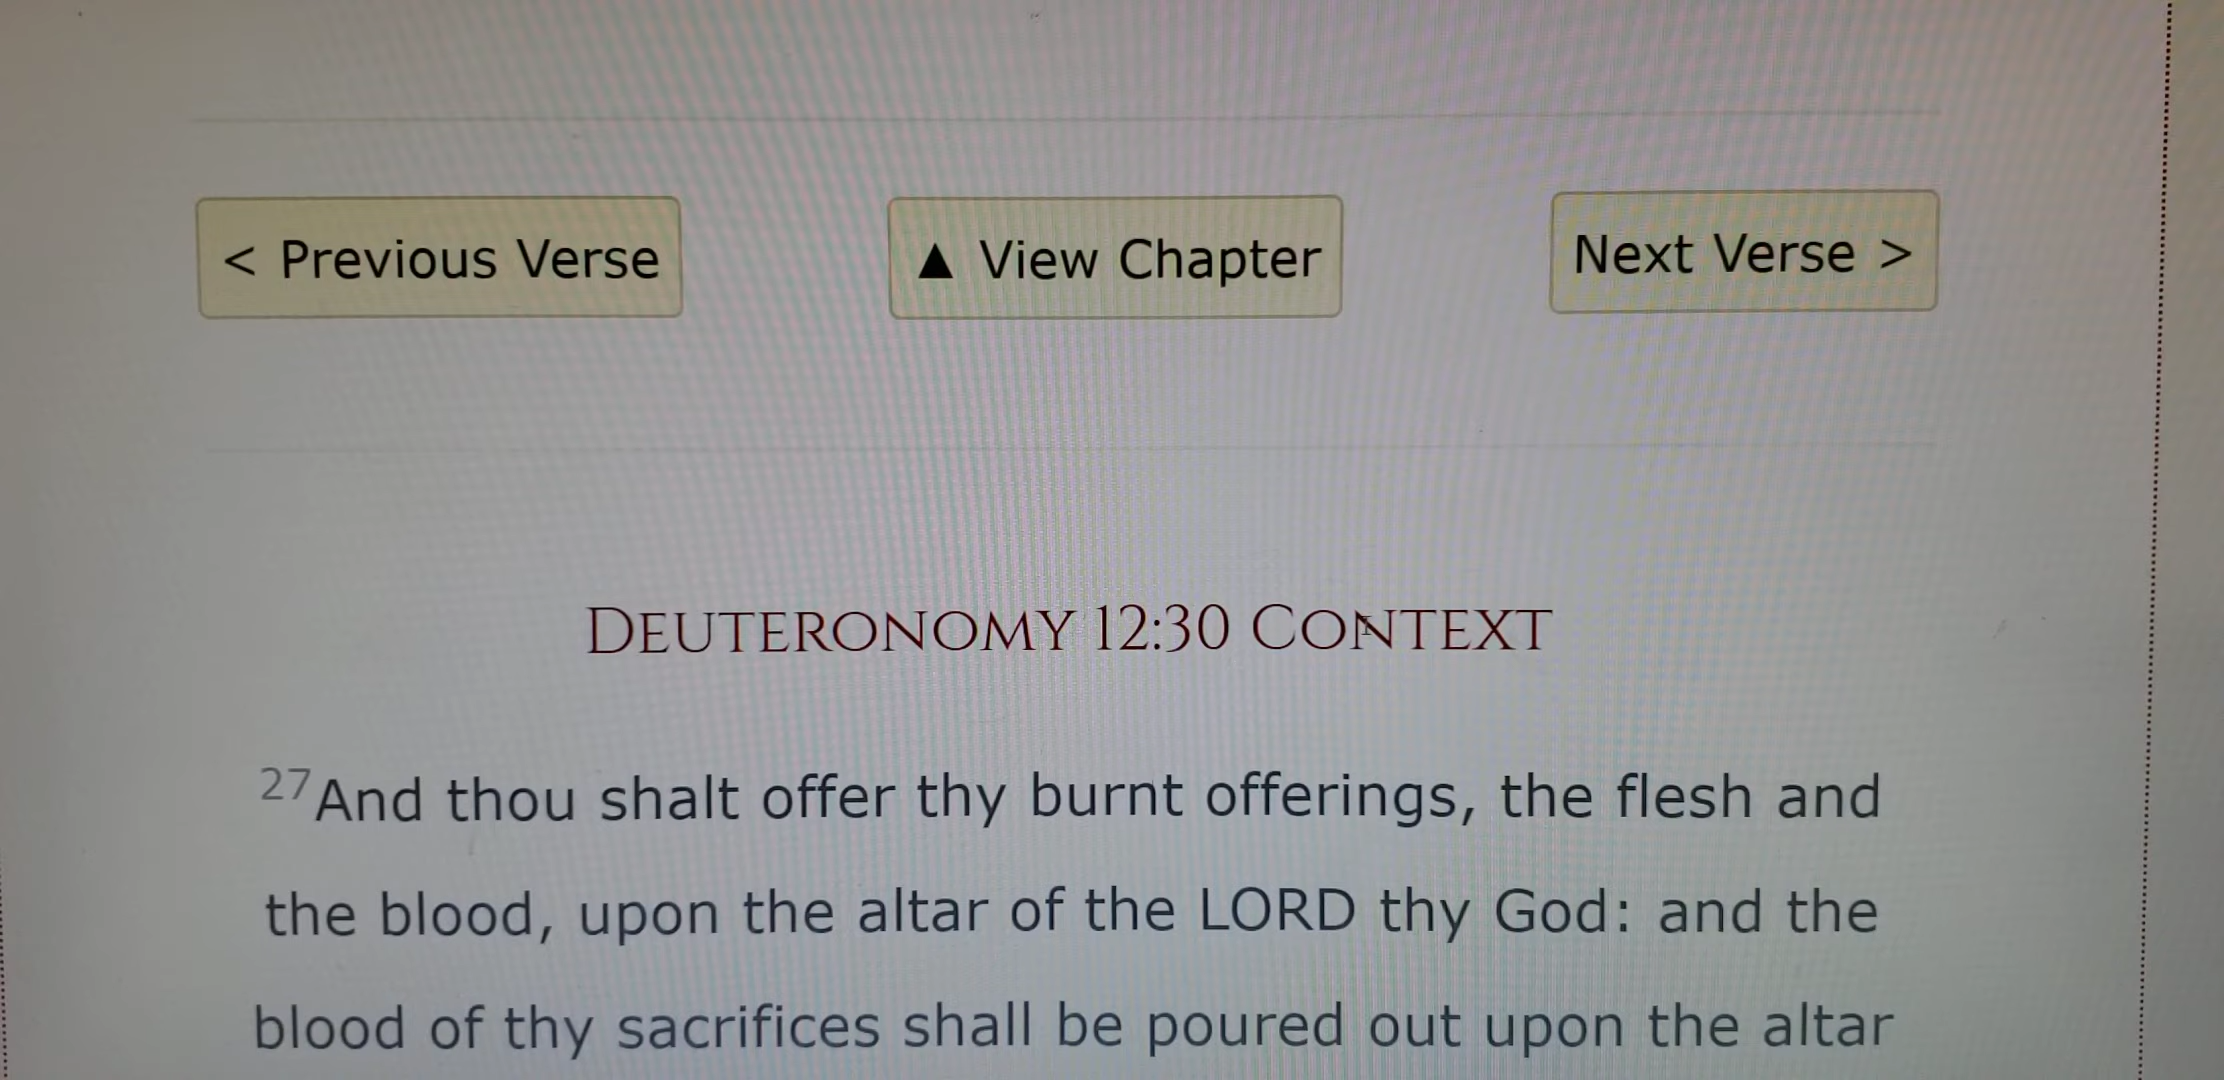 < Previous Verse
▲ View Chapter
Next Verse >
DEUTERONOMY 12:30 CONTEXT
27And thou shalt offer thy burnt offerings, the flesh and
the blood, upon the altar of the LORD thy God: and the
blood of thy sacrifices shall be poured out upon the altar